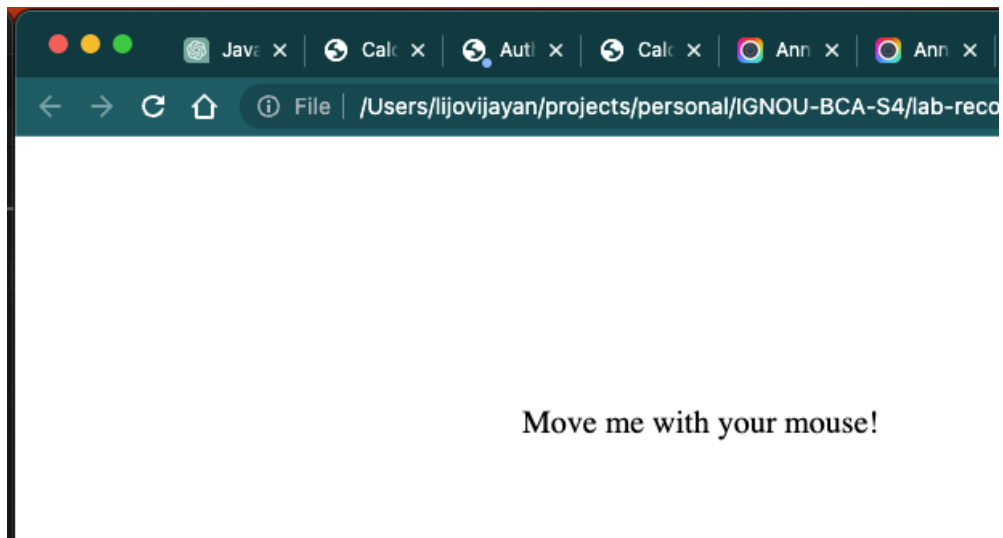 Java
Calc
Auth
Calc
Ann
Ann
File
/Users/lijovijayan/projects/personal/IGNOU-BCA-S4/lab-reco
Move me with your mouse!